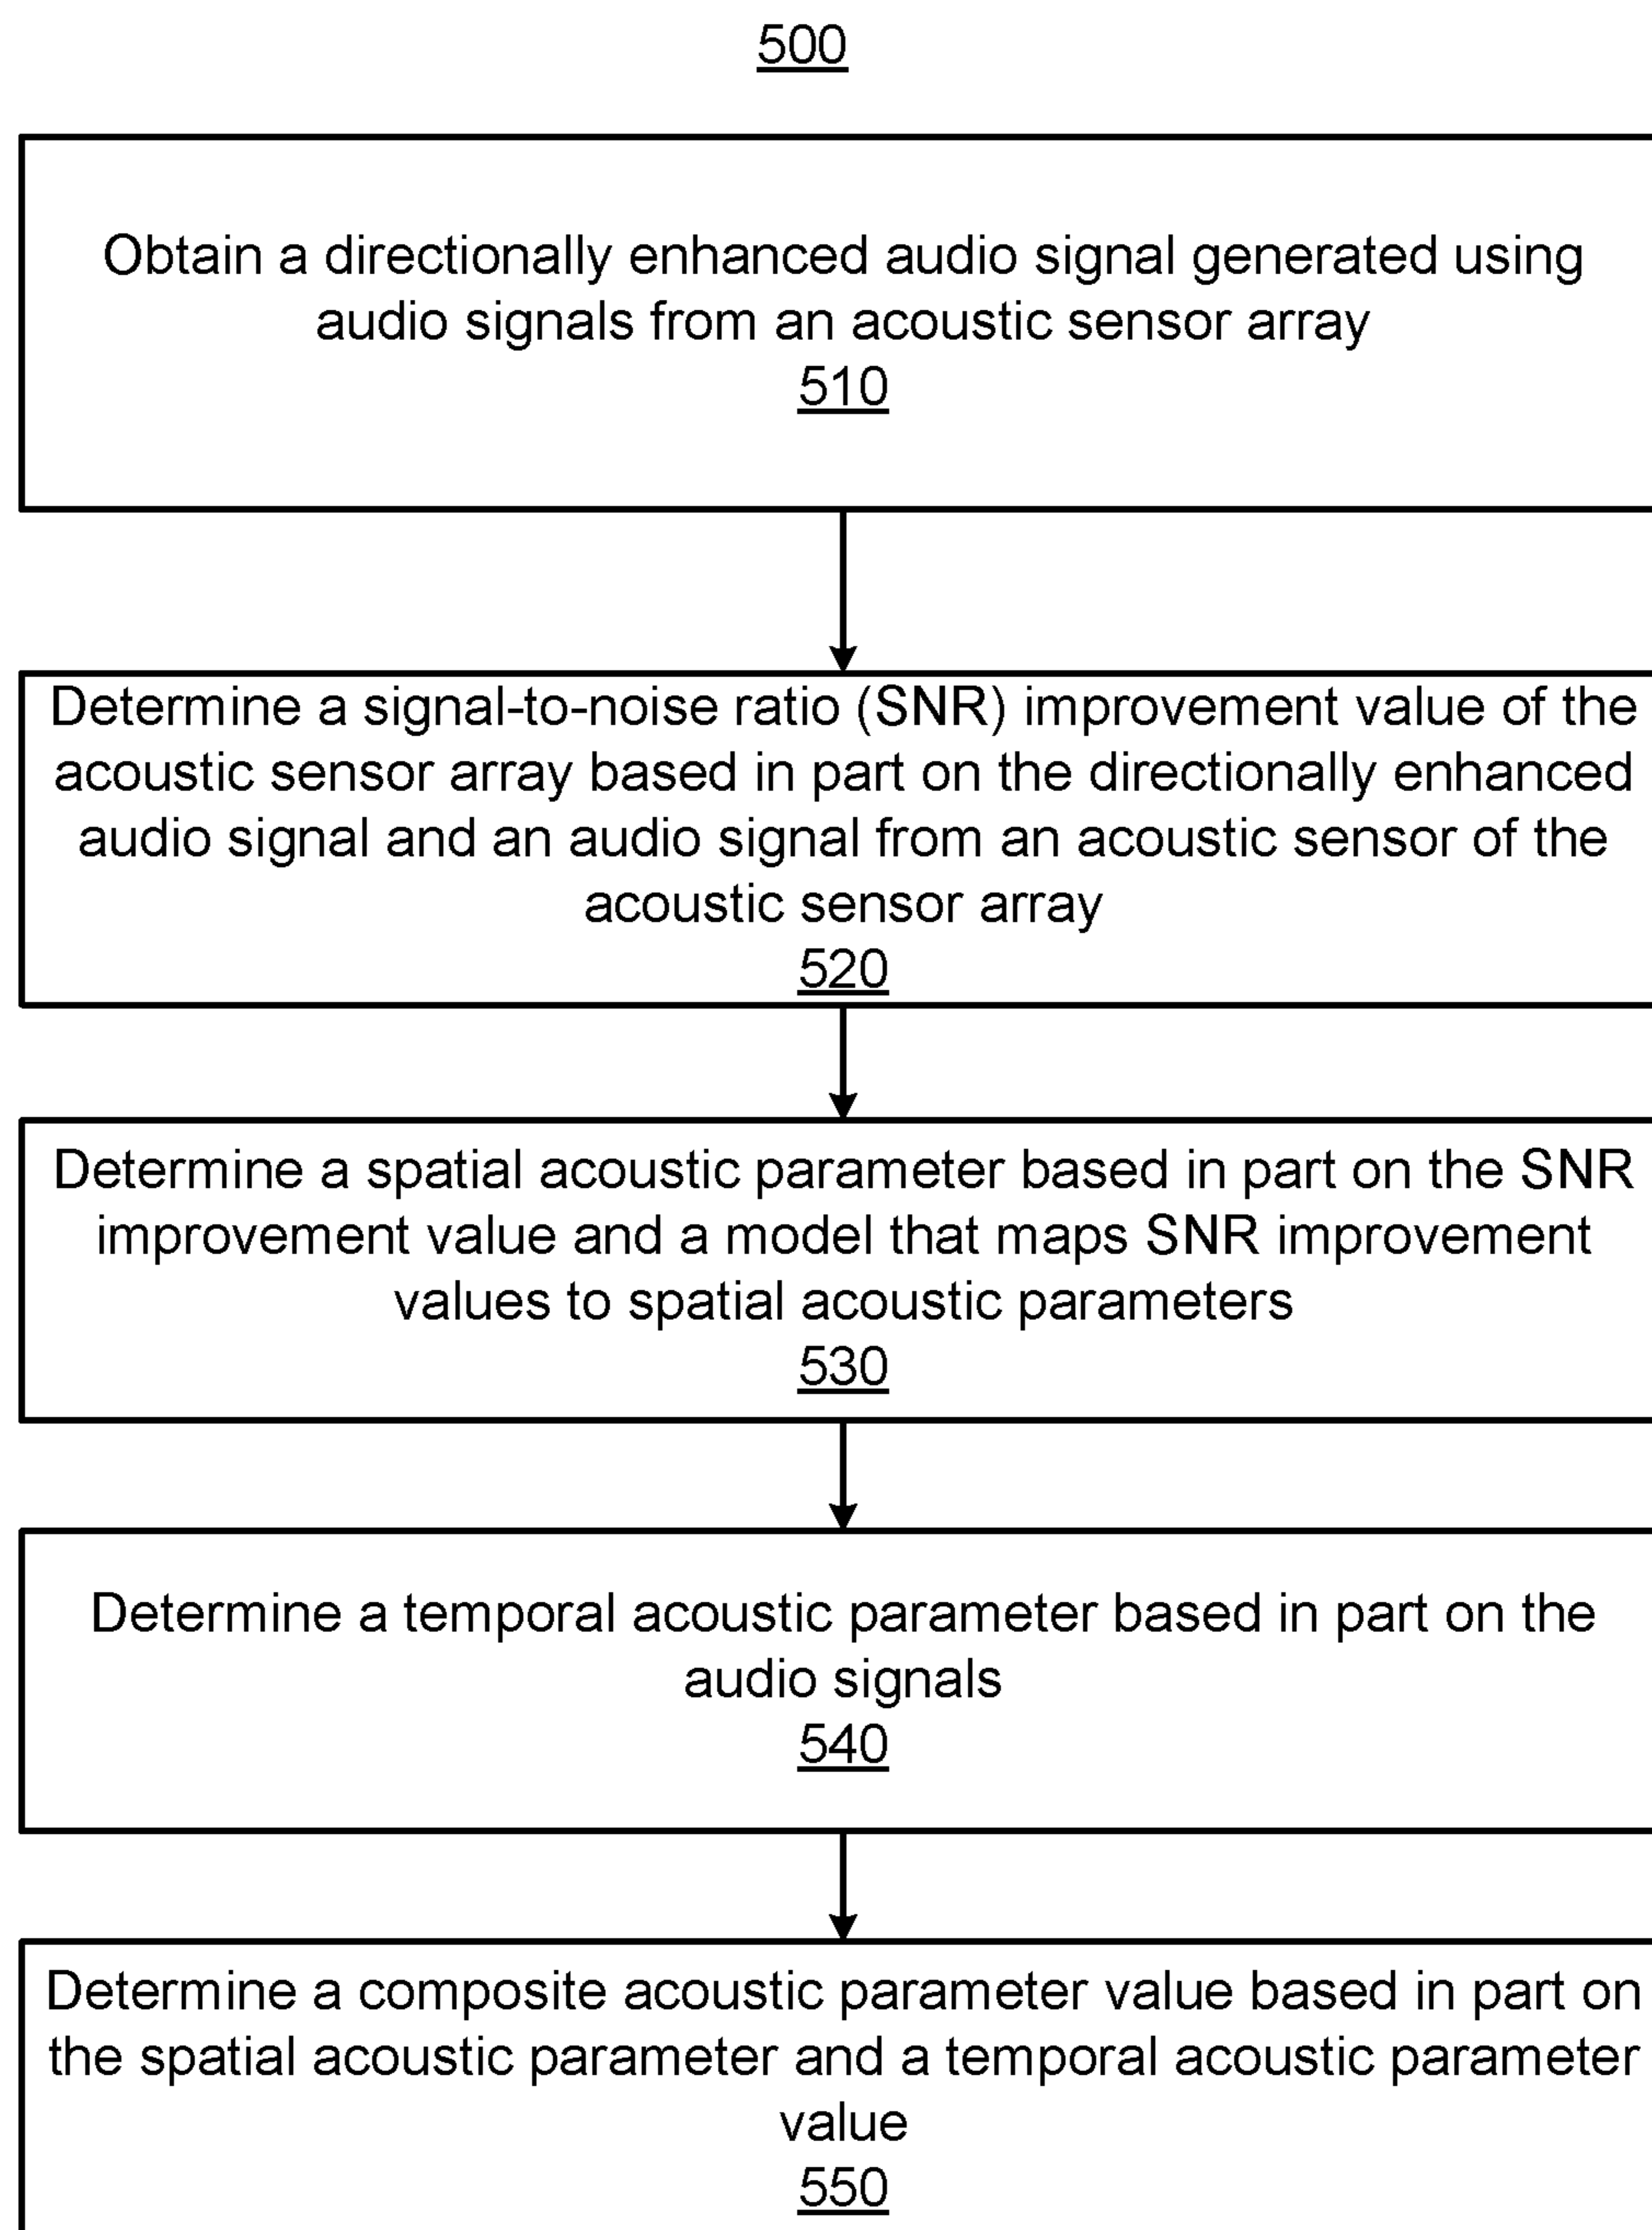 500
Obtain a directionally enhanced audio signal generated using
audio signals from an acoustic sensor array
510
Determine a signal-to-noise ratio (SNR) improvement value of the
acoustic sensor array based in part on the directionally enhanced
audio signal and an audio signal from an acoustic sensor of the
acoustic sensor array
520
Determine a spatial acoustic parameter based in part on the SNR
improvement value and a model that maps SNR improvement
values to spatial acoustic parameters
530
Determine a temporal acoustic parameter based in part on the
audio signals
540
Determine a composite acoustic parameter value based in part on
the spatial acoustic parameter and a temporal acoustic parameter
value
550